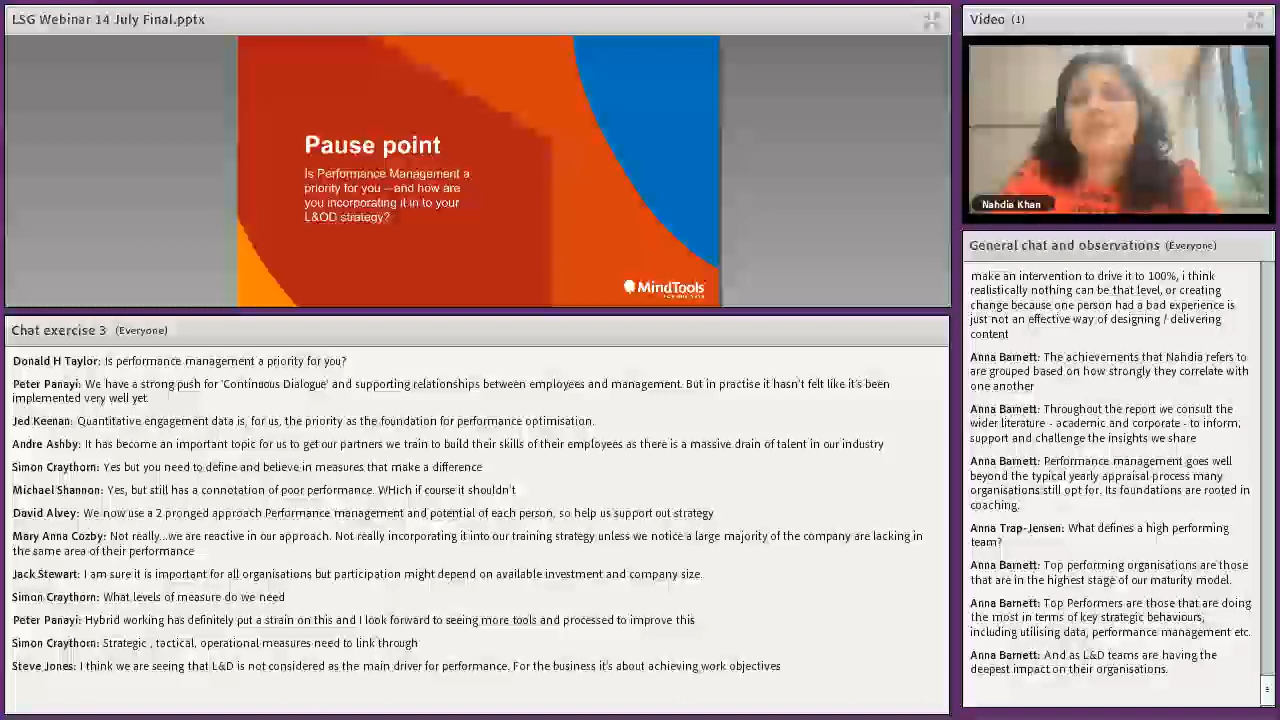 LSG Webinar 14 July Final.pptx
Pause point
Is Performance Management a
priority for you – and how are
you incorporating it in to your
L&OD strategy?
MindTools
Video (1)
Nahdia Khan
Chat exercise 3 (Everyone)
Donald H Taylor: Is performance management a priority for you?
Peter Panayi: We have a strong push for 'Continuous Dialogue' and supporting relationships between employees and management. But in practise it hasn't felt like it's been
implemented very well yet.
Jed Keenan: Quantitative engagement data is, for us, the priority as the foundation for performance optimisation.
Andre Ashby: It has become an important topic for us to get our partners we train to build their skills of their employees as there is a massive drain of talent in our industry
Simon Craythorn: Yes but you need to define and believe in measures that make a difference
Michael Shannon: Yes, but still has a connotation of poor performance. WHich if course it shouldn't
David Alvey: We now use a 2 pronged approach Performance management and potential of each person, so help us support out strategy
Mary Anna Cozby: Not really...we are reactive in our approach. Not really incorporating it into our training strategy unless we notice a large majority of the company are lacking in
the same area of their performance
Jack Stewart: I am sure it is important for all organisations but participation might depend on available investment and company size.
Simon Craythorn: What levels of measure do we need
Peter Panayi: Hybrid working has definitely put a strain on this and I look forward to seeing more tools and processed to improve this
Simon Craythorn: Strategic , tactical, operational measures need to link through
Steve Jones: I think we are seeing that L&D is not considered as the main driver for performance. For the business it's about achieving work objectives
General chat and observations (Everyone)
make an intervention to drive it to 100%, i think
realistically nothing can be that level, or creating
change because one person had a bad experience is
just not an effective way of designing / delivering
content
Anna Barnett: The achievements that Nahdia refers to
are grouped based on how strongly they correlate with
one another
Anna Barnett: Throughout the report we consult the
wider literature - academic and corporate - to inform,
support and challenge the insights we share
Anna Barnett: Performance management goes well
beyond the typical yearly appraisal process many
organisations still opt for. Its foundations are rooted in
coaching.
Anna Trap-Jensen: What defines a high performing
team?
Anna Barnett: Top performing organisations are those
that are in the highest stage of our maturity model.
Anna Barnett: Top Performers are those that are doing
the most in terms of key strategic behaviours,
including utilising data, performance management etc.
Anna Barnett: And as L&D teams are having the
deepest impact on their organisations.